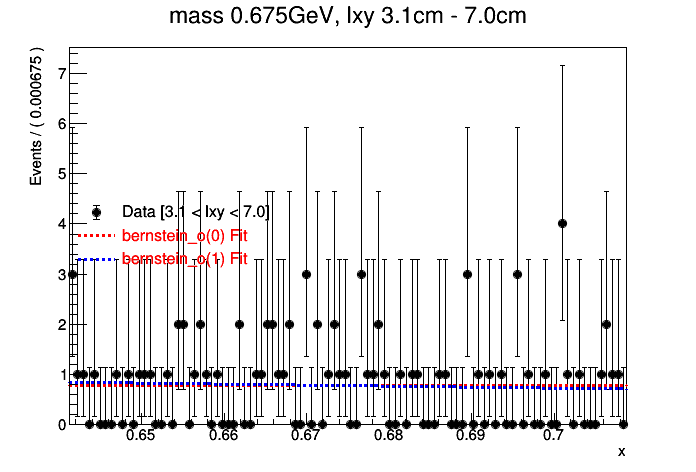 mass 0.675GeV, lxy 3.1cm - 7.0cm
Events / ( 0.000675 )
7
6
5
4
3
2
1
0
Data [3.1 < lxy < 7.0]
bernstein_o(0) Fit
bernstein_o(1) Fit
0.65 0.66 0.67 0.68 0.69 0.7
x